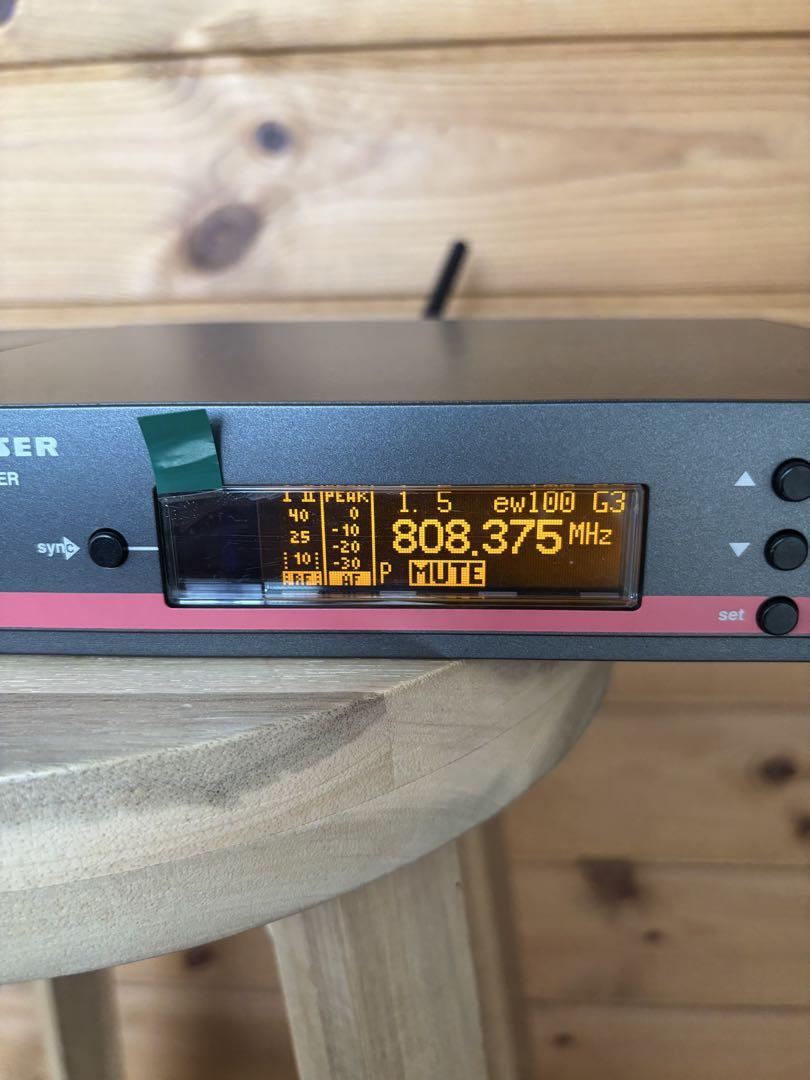 SER
ER
sync
I II PEAK
40 0
25 -10
10 -20
-30
RF AF
1. 5 ew100 G3
808.375 MHz
P MUTE
set